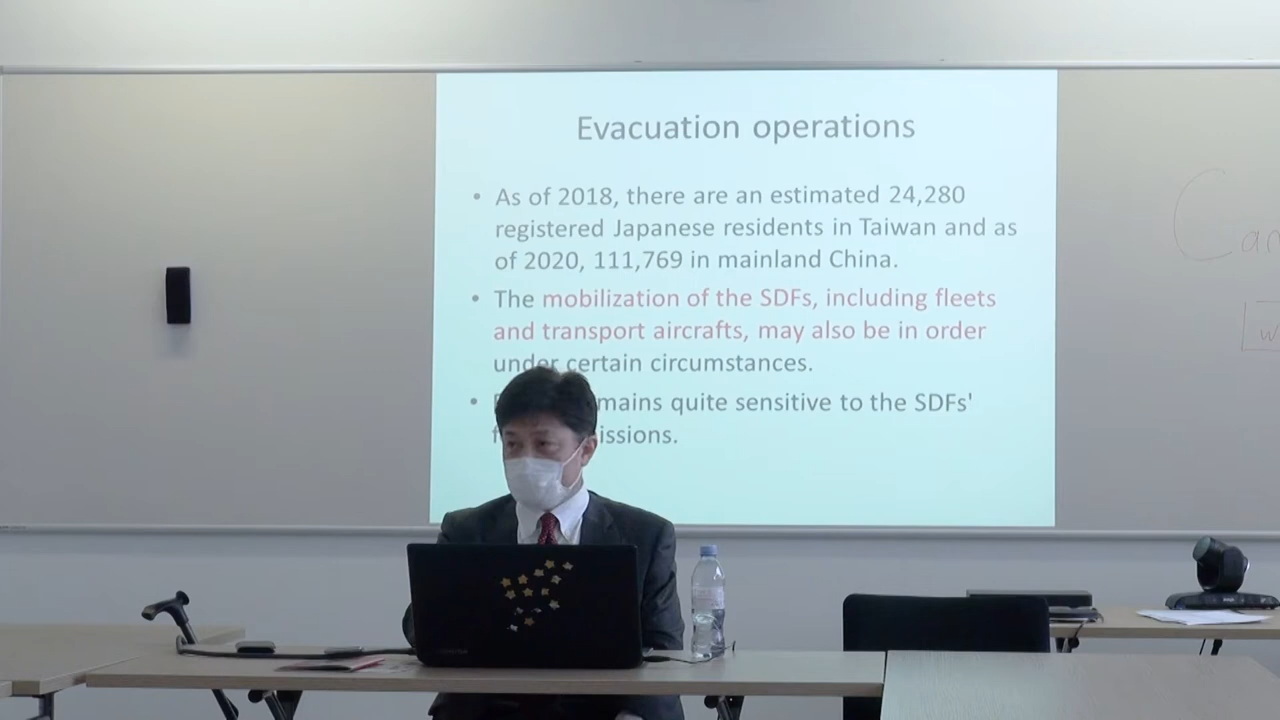 Evacuation operations
• As of 2018, there are an estimated 24,280
registered Japanese residents in Taiwan and as
of 2020, 111,769 in mainland China.
• The mobilization of the SDFs, including fleets
and transport aircrafts, may also be in order
under certain circumstances.
• quite sensitive to the SDFs'